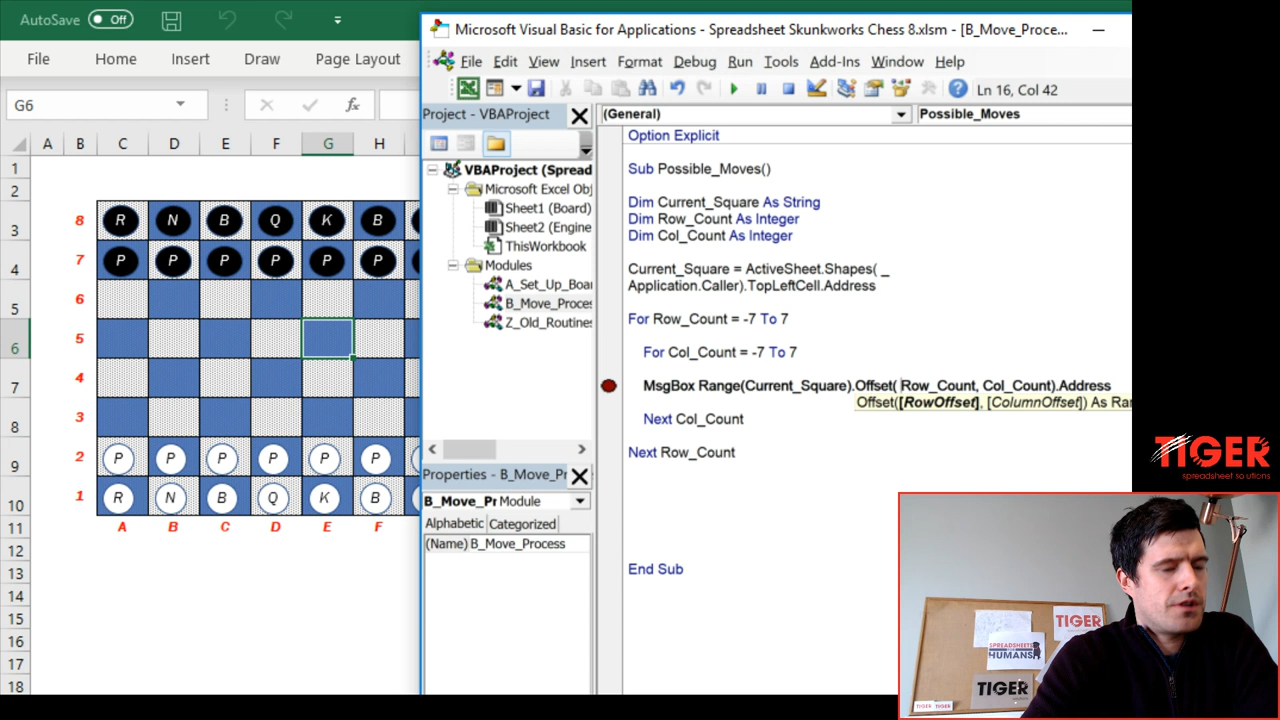 AutoSave Off
File Home Insert Draw Page Layout
G6
fx
A B C D E F G H
1
2
3
4
5
6
7
8
9
10
11
12
13
14
15
16
17
18
8 R N B Q K B
7 P P P P P P
6
5
4
3
2 P P P P P P
1 R N B Q K B
A B C D E F
Microsoft Visual Basic for Applications - Spreadsheet Skunkworks Chess 8.xlsm - [B_Move_Proce...
File Edit View Insert Format Debug Run Tools Add-Ins Window Help
Ln 16, Col 42
Project - VBAProject
VBAProject (Spread
Microsoft Excel Obj
Sheet1 (Board)
Sheet2 (Engine
ThisWorkbook
Modules
A_Set_Up_Boa
B_Move_Proces
Z_Old_Routines
Properties - B_Move_Pr
B_Move_Pr Module
Alphabetic Categorized
(Name) B_Move_Process
(General) Possible_Moves
Option Explicit
Sub Possible_Moves()
Dim Current_Square As String
Dim Row_Count As Integer
Dim Col_Count As Integer
Current_Square = ActiveSheet.Shapes( _
Application.Caller).TopLeftCell.Address
For Row_Count = -7 To 7
For Col_Count = -7 To 7
MsgBox Range(Current_Square).Offset( Row_Count, Col_Count).Address
Offset([RowOffset], [ColumnOffset]) As Ran
Next Col_Count
Next Row_Count
End Sub
TIGER
spreadsheet solutions
TIGER
SPREADSHEETS
HUMANS
TIGER
TIGER TIGER